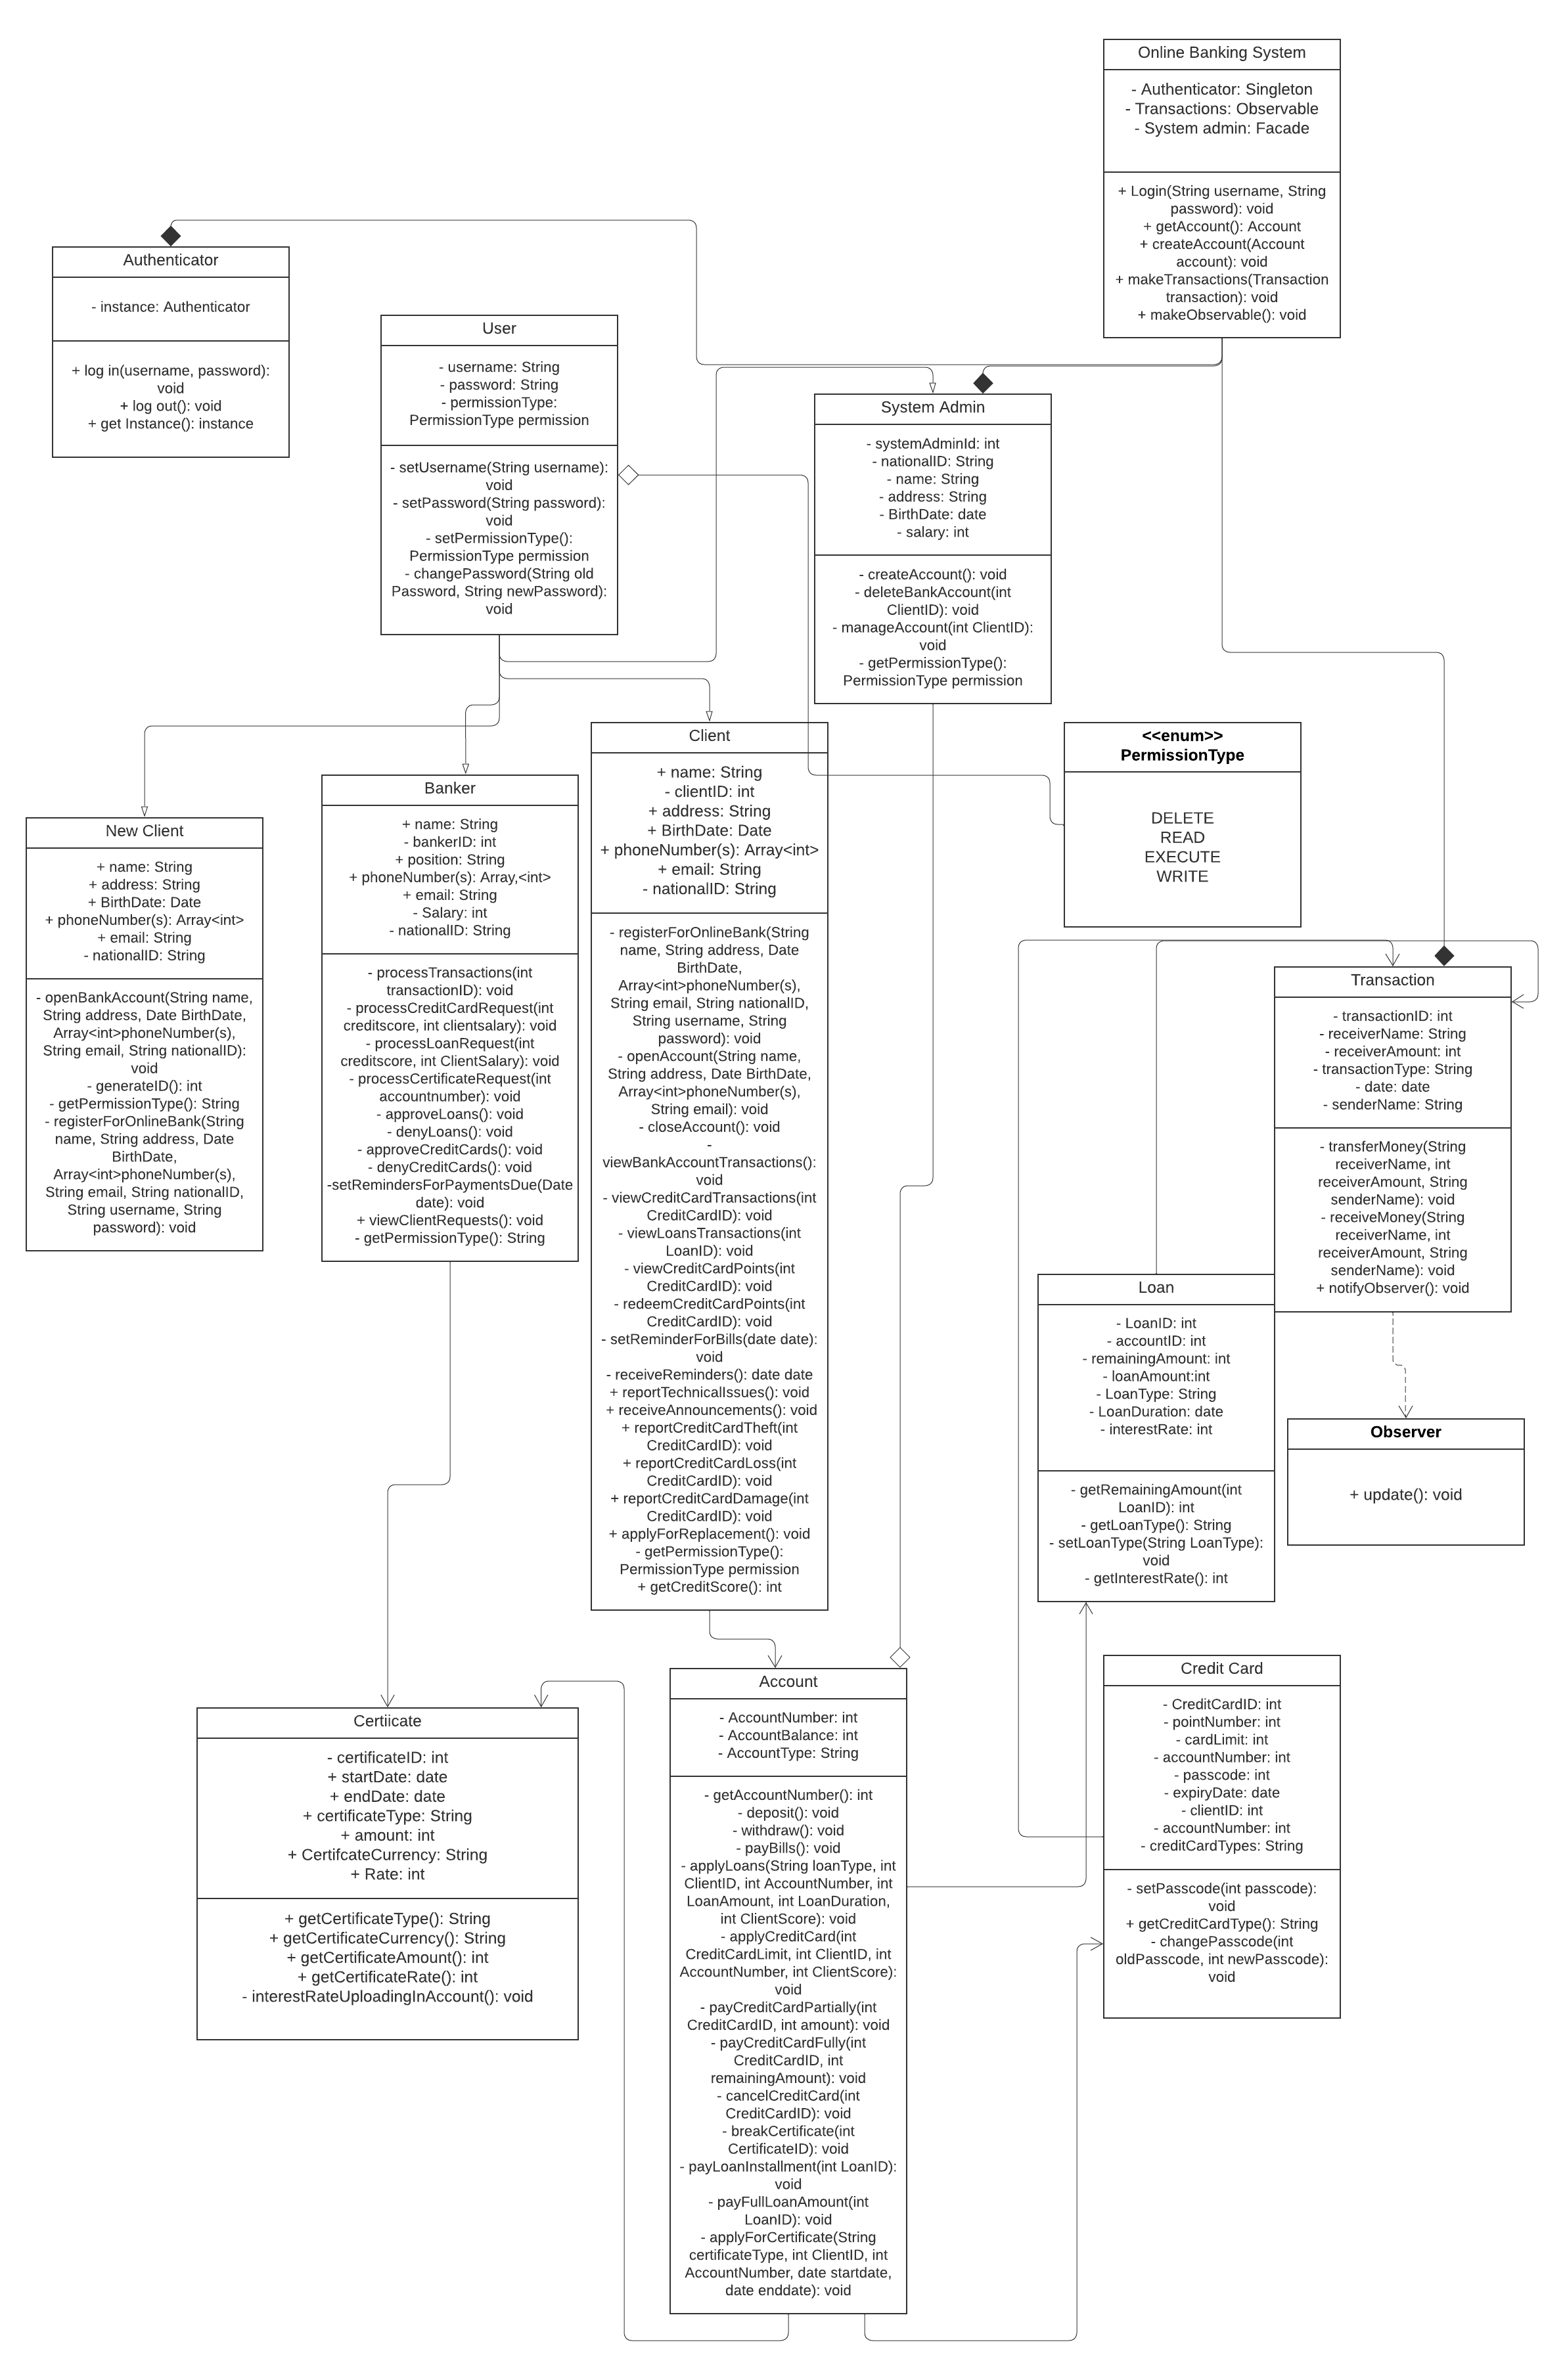 Online Banking System
- Authenticator: Singleton
- Transactions: Observable
- System admin: Facade
+ Login(String username, String
password): void
+ getAccount(): Account
+ createAccount(Account
account): void
+ makeTransactions(Transaction
transaction): void
+ makeObservable(): void
Authenticator
- instance: Authenticator
+ log in(username, password):
void
+ log out(): void
+ get Instance(): instance
User
- username: String
- password: String
- permissionType:
PermissionType permission
- setUsername(String username):
void
- setPassword(String password):
void
- setPermissionType():
PermissionType permission
- changePassword(String old
Password, String newPassword):
void
System Admin
- systemAdminId: int
- nationalID: String
- name: String
- address: String
- BirthDate: date
- salary: int
- createAccount(): void
- deleteBankAccount(int
ClientID): void
- manageAccount(int ClientID):
void
- getPermissionType():
PermissionType permission
<<enum>>
PermissionType
DELETE
READ
EXECUTE
WRITE
New Client
+ name: String
+ address: String
+ BirthDate: Date
+ phoneNumber(s): Array<int>
+ email: String
- nationalID: String
- openBankAccount(String name,
String address, Date BirthDate,
Array<int>phoneNumber(s),
String email, String nationalID):
void
- generateID(): int
- getPermissionType(): String
- registerForOnlineBank(String
name, String address, Date
BirthDate,
Array<int>phoneNumber(s),
String email, String nationalID,
String username, String
password): void
Banker
+ name: String
- bankerID: int
+ position: String
+ phoneNumber(s): Array,<int>
+ email: String
- Salary: int
- nationalID: String
- processTransactions(int
transactionID): void
- processCreditCardRequest(int
creditscore, int clientsalary): void
- processLoanRequest(int
creditscore, int ClientSalary): void
- processCertificateRequest(int
accountnumber): void
- approveLoans(): void
- denyLoans(): void
- approveCreditCards(): void
- denyCreditCards(): void
-setRemindersForPaymentsDue(Date
date): void
+ viewClientRequests(): void
- getPermissionType(): String
Client
+ name: String
- clientID: int
+ address: String
+ BirthDate: Date
+ phoneNumber(s): Array<int>
+ email: String
- nationalID: String
- registerForOnlineBank(String
name, String address, Date
BirthDate,
Array<int>phoneNumber(s),
String email, String nationalID,
String username, String
password): void
- openAccount(String name,
String address, Date BirthDate,
Array<int>phoneNumber(s),
String email): void
- closeAccount(): void
-
viewBankAccountTransactions():
void
- viewCreditCardTransactions(int
CreditCardID): void
- viewLoansTransactions(int
LoanID): void
- viewCreditCardPoints(int
CreditCardID): void
- redeemCreditCardPoints(int
CreditCardID): void
- setReminderForBills(date date):
void
- receiveReminders(): date date
+ reportTechnicalIssues(): void
+ receiveAnnouncements(): void
+ reportCreditCardTheft(int
CreditCardID): void
+ reportCreditCardLoss(int
CreditCardID): void
+ reportCreditCardDamage(int
CreditCardID): void
+ applyForReplacement(): void
- getPermissionType():
PermissionType permission
+ getCreditScore(): int
Transaction
- transactionID: int
- receiverName: String
- receiverAmount: int
- transactionType: String
- date: date
- senderName: String
- transferMoney(String
receiverName, int
receiverAmount, String
senderName): void
- receiveMoney(String
receiverName, int
receiverAmount, String
senderName): void
+ notifyObserver(): void
Loan
- LoanID: int
- accountID: int
- remainingAmount: int
- loanAmount:int
- LoanType: String
- LoanDuration: date
- interestRate: int
- getRemainingAmount(int
LoanID): int
- getLoanType(): String
- setLoanType(String LoanType):
void
- getInterestRate(): int
Observer
+ update(): void
Certiicate
- certificateID: int
+ startDate: date
+ endDate: date
+ certificateType: String
+ amount: int
+ CertifcateCurrency: String
+ Rate: int
+ getCertificateType(): String
+ getCertificateCurrency(): String
+ getCertificateAmount(): int
+ getCertificateRate(): int
- interestRateUploadingInAccount(): void
Account
- AccountNumber: int
- AccountBalance: int
- AccountType: String
- getAccountNumber(): int
- deposit(): void
- withdraw(): void
- payBills(): void
- applyLoans(String loanType, int
ClientID, int AccountNumber, int
LoanAmount, int LoanDuration,
int ClientScore): void
- applyCreditCard(int
CreditCardLimit, int ClientID, int
AccountNumber, int ClientScore):
void
- payCreditCardPartially(int
CreditCardID, int amount): void
- payCreditCardFully(int
CreditCardID, int
remainingAmount): void
- cancelCreditCard(int
CreditCardID): void
- breakCertificate(int
CertificateID): void
- payLoanInstallment(int LoanID):
void
- payFullLoanAmount(int
LoanID): void
- applyForCertificate(String
certificateType, int ClientID, int
AccountNumber, date startdate,
date enddate): void
Credit Card
- CreditCardID: int
- pointNumber: int
- cardLimit: int
- accountNumber: int
- passcode: int
- expiryDate: date
- clientID: int
- accountNumber: int
- creditCardTypes: String
- setPasscode(int passcode):
void
+ getCreditCardType(): String
- changePasscode(int
oldPasscode, int newPasscode):
void